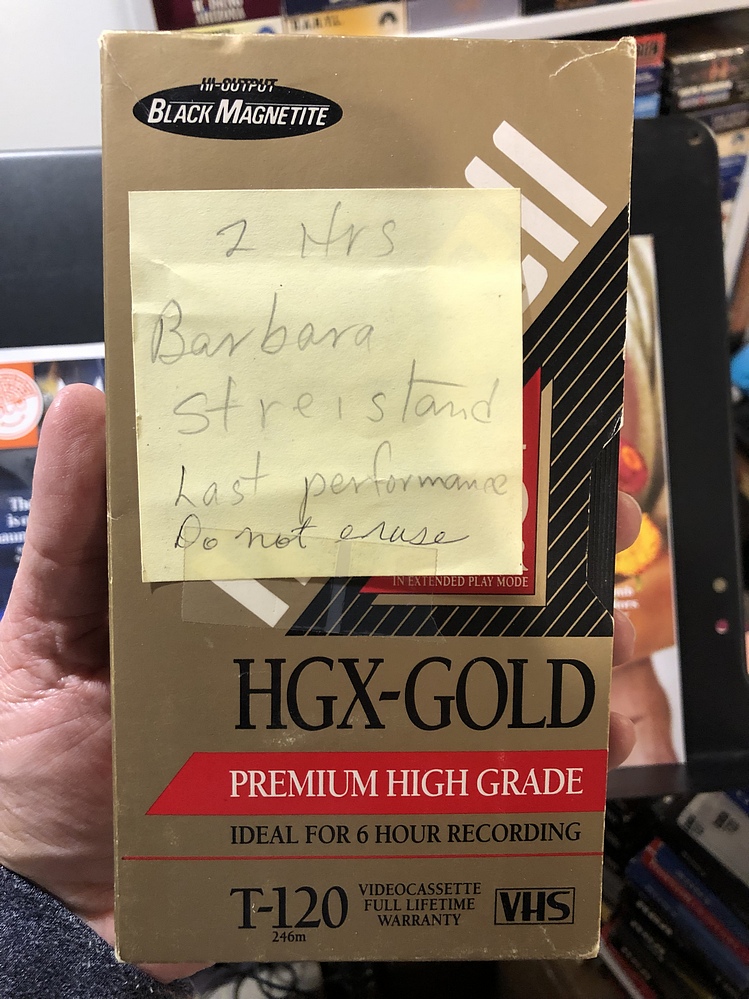 HI-OUTPUT
BLACK MAGNETITE
2 Hrs
Barbara
Streistand
Last performance
Do not erase
IN EXTENDED PLAY MODE
HGX-GOLD
PREMIUM HIGH GRADE
IDEAL FOR 6 HOUR RECORDING
T-120
246m
VIDEOCASSETTE
FULL LIFETIME
WARRANTY
VHS